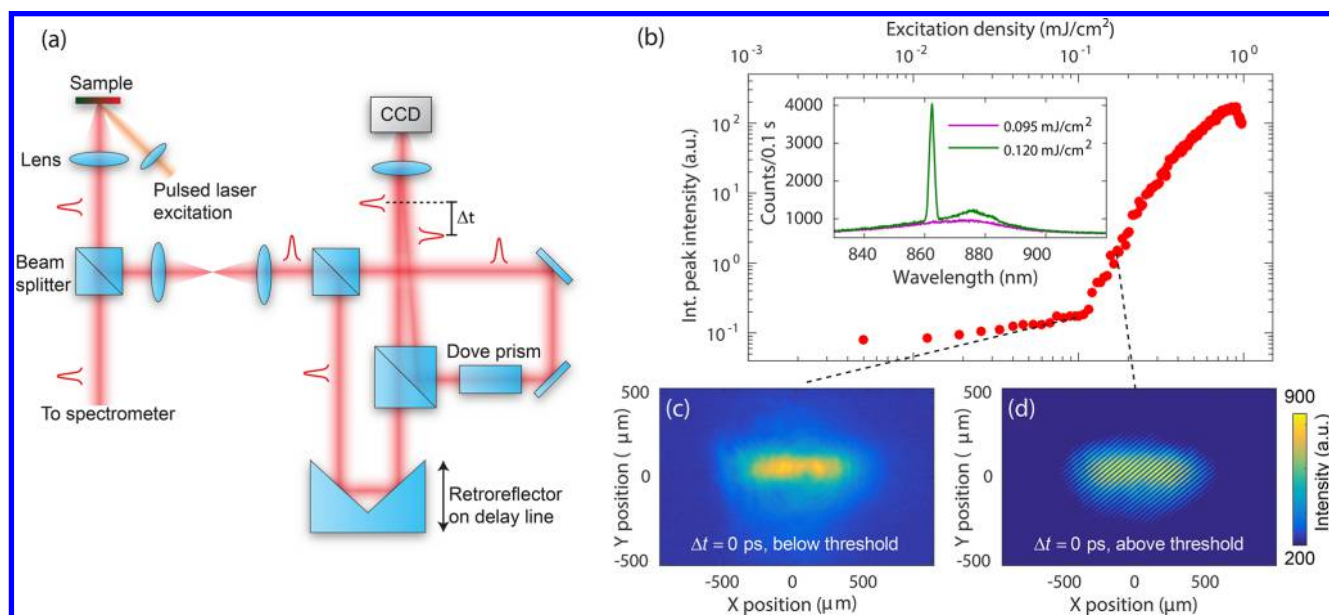 (a)
Sample
Lens
Pulsed laser
excitation
CCD
Δt
Beam
splitter
Dove prism
To spectrometer
Retroreflector
on delay line
(b)
Excitation density (mJ/cm²)
10⁻³ 10⁻² 10⁻¹ 10⁰
Int. peak intensity (a.u.)
10²
10¹
10⁰
10⁻¹
Counts/0.1 s
4000
3000
2000
1000
0.095 mJ/cm²
0.120 mJ/cm²
840 860 880 900
Wavelength (nm)
(c)
Y position ( µm)
500
0
-500
Δt = 0 ps, below threshold
-500 0 500
X position (µm)
(d)
Y position ( µm)
500
0
-500
Δt = 0 ps, above threshold
-500 0 500
X position (µm)
900
Intensity (a.u.)
200